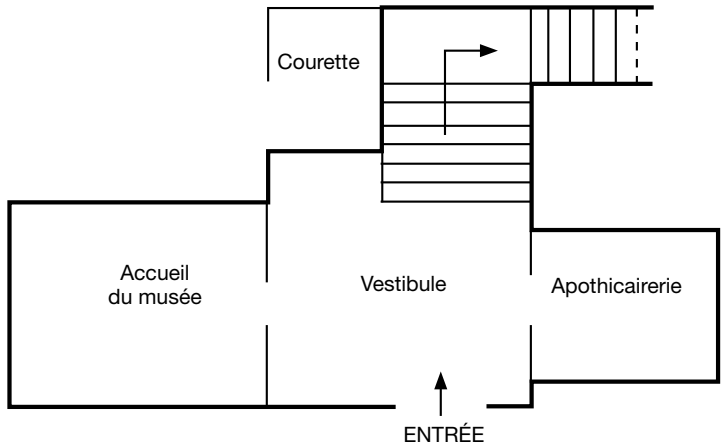 Courette
Accueil
du musée
Vestibule
Apothicairerie
ENTRÉE